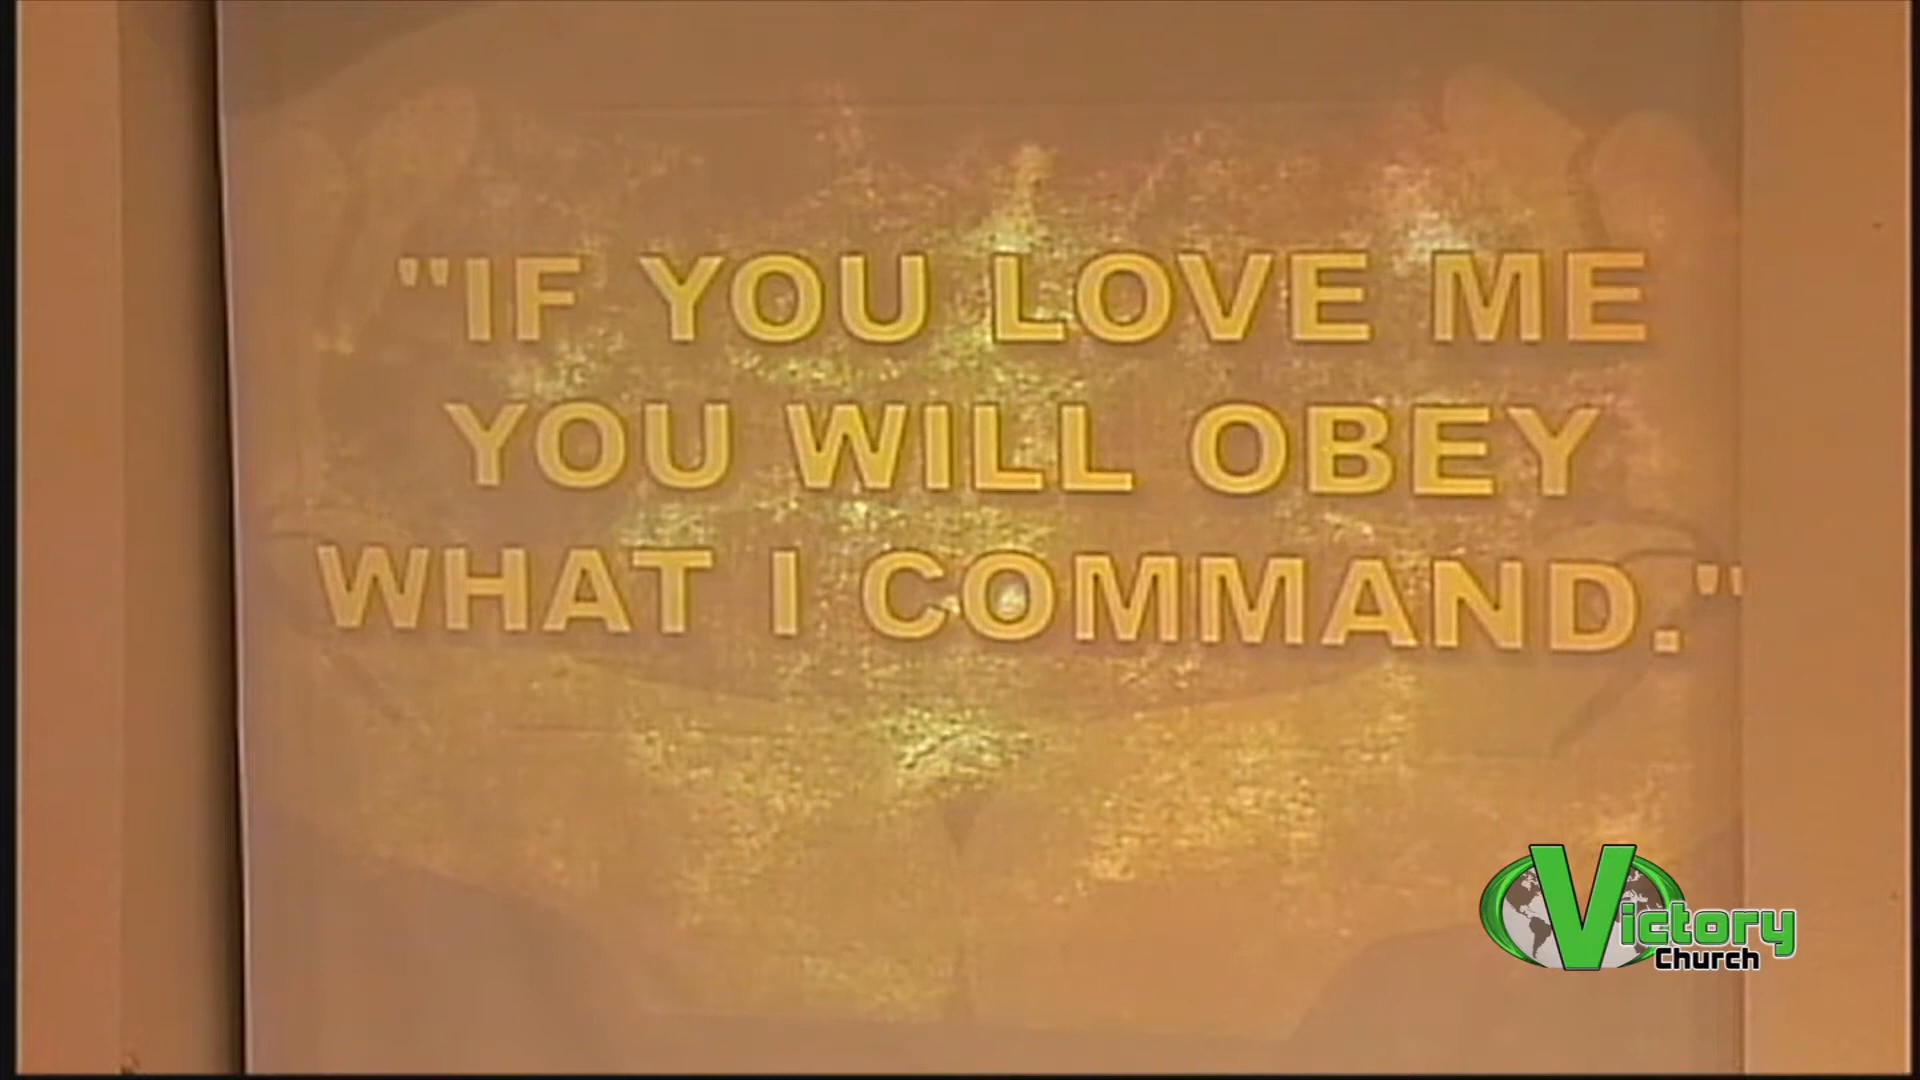 "IF YOU LOVE ME
YOU WILL OBEY
WHAT I COMMAND."
Victory
Church